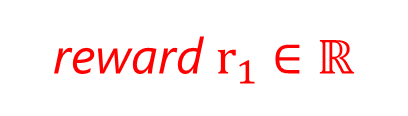 reward r₁ ∈ ℝ